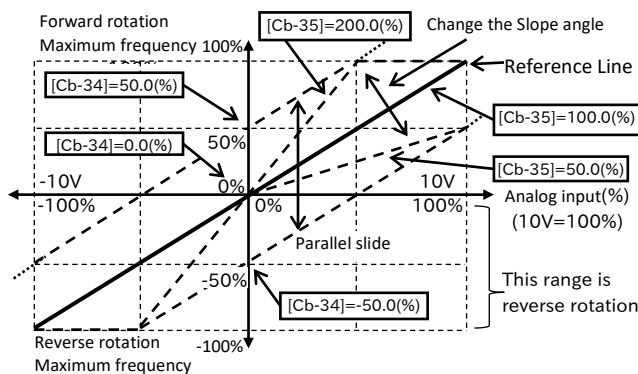 Forward rotation
Maximum frequency
100%
[Cb-35]=200.0(%)
Change the Slope angle
Reference Line
[Cb-34]=50.0(%)
[Cb-35]=100.0(%)
50%
[Cb-34]=0.0(%)
[Cb-35]=50.0(%)
0%
-10V
10V
Analog input(%)
-100%
0%
100%
(10V=100%)
Parallel slide
-50%
This range is
reverse rotation
[Cb-34]=-50.0(%)
Reverse rotation
-100%
Maximum frequency